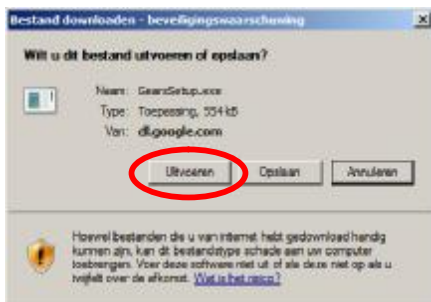 Bestand downloaden - beveiligingswaarschuwing
Wilt u dit bestand uitvoeren of opslaan?
Naam: GearsSetup.exe
Type: Toepassing, 554 kB
Van: dl.google.com
Uitvoeren Opslaan Annuleren
Hoewel bestanden die u van internet hebt gedownload handig
kunnen zijn, kan dit bestandstype schade aan uw computer
toebrengen. Voer deze software niet uit of sla deze niet op als u
twijfelt over de afkomst. Wat is het risico?